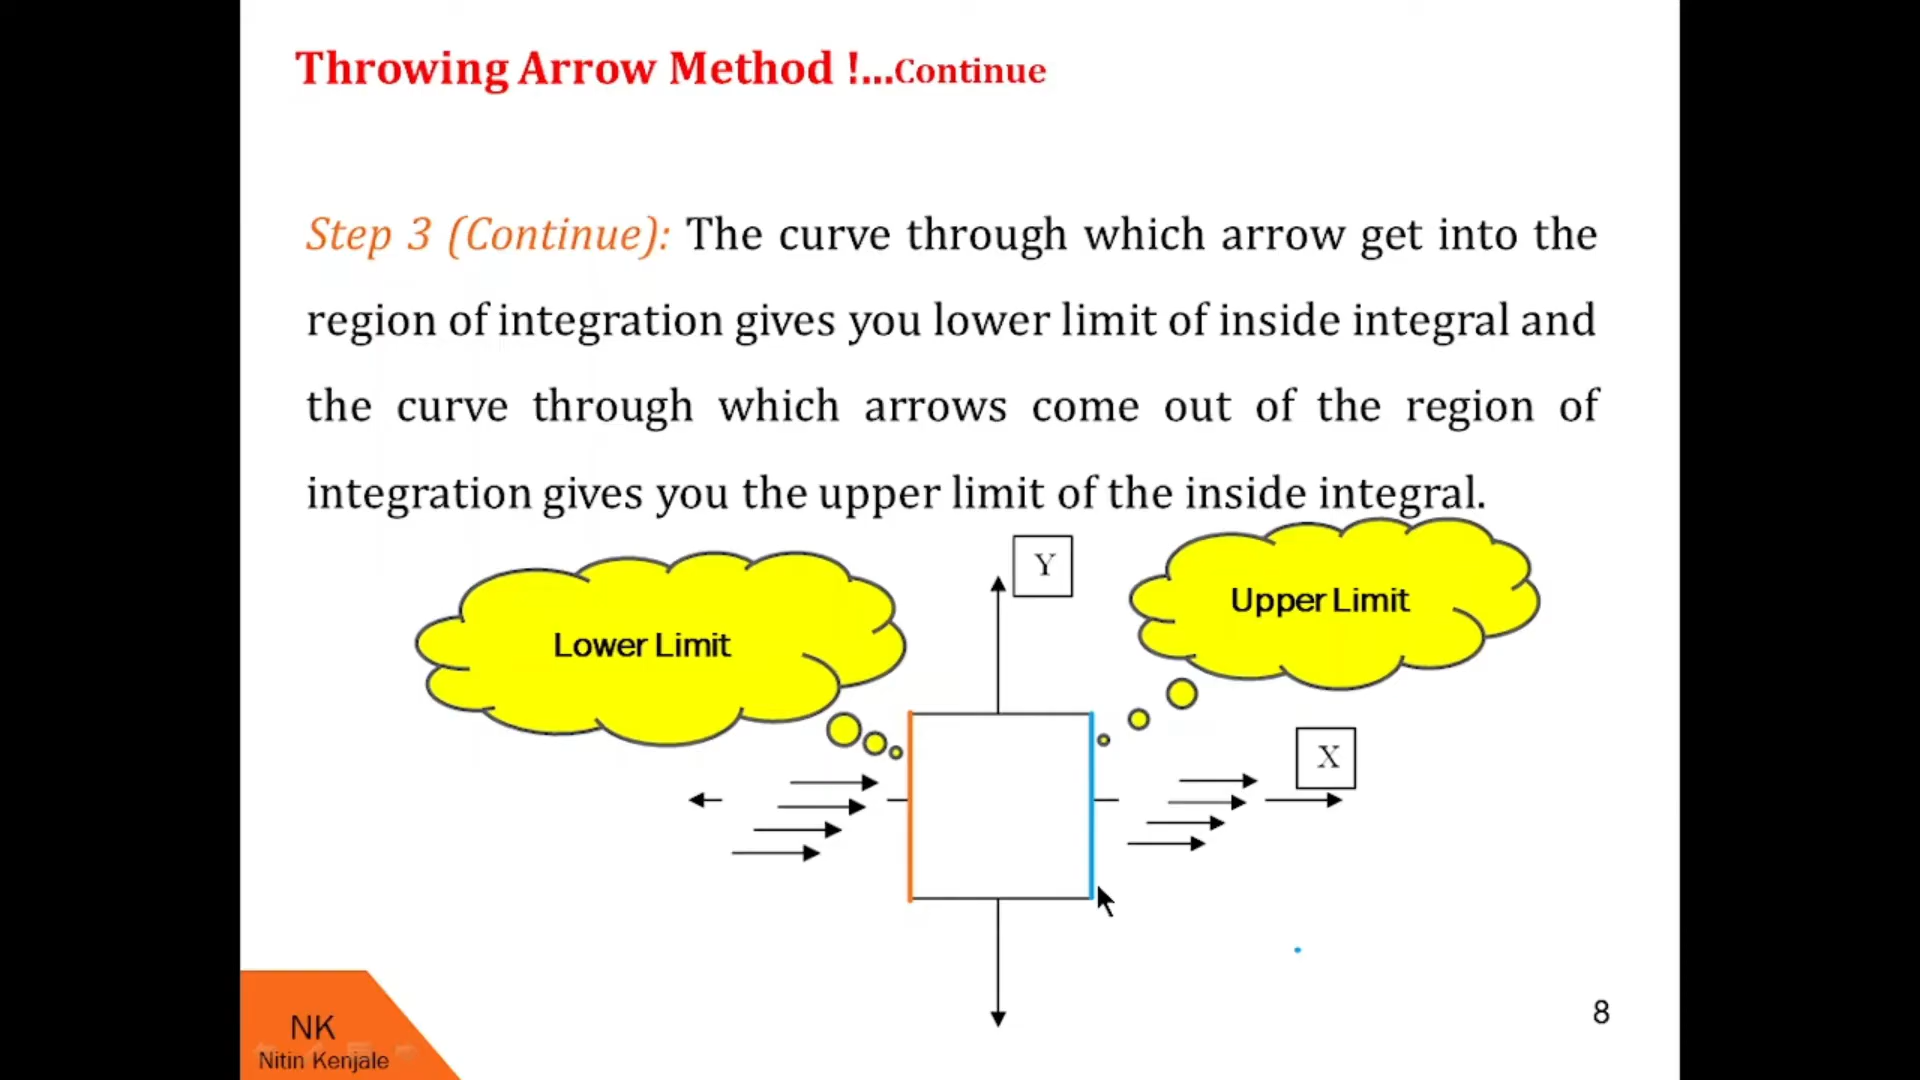 Throwing Arrow Method !...Continue
Step 3 (Continue): The curve through which arrow get into the
region of integration gives you lower limit of inside integral and
the curve through which arrows come out of the region of
integration gives you the upper limit of the inside integral.
Y
Upper Limit
Lower Limit
X
NK
Nitin Kenjale
8